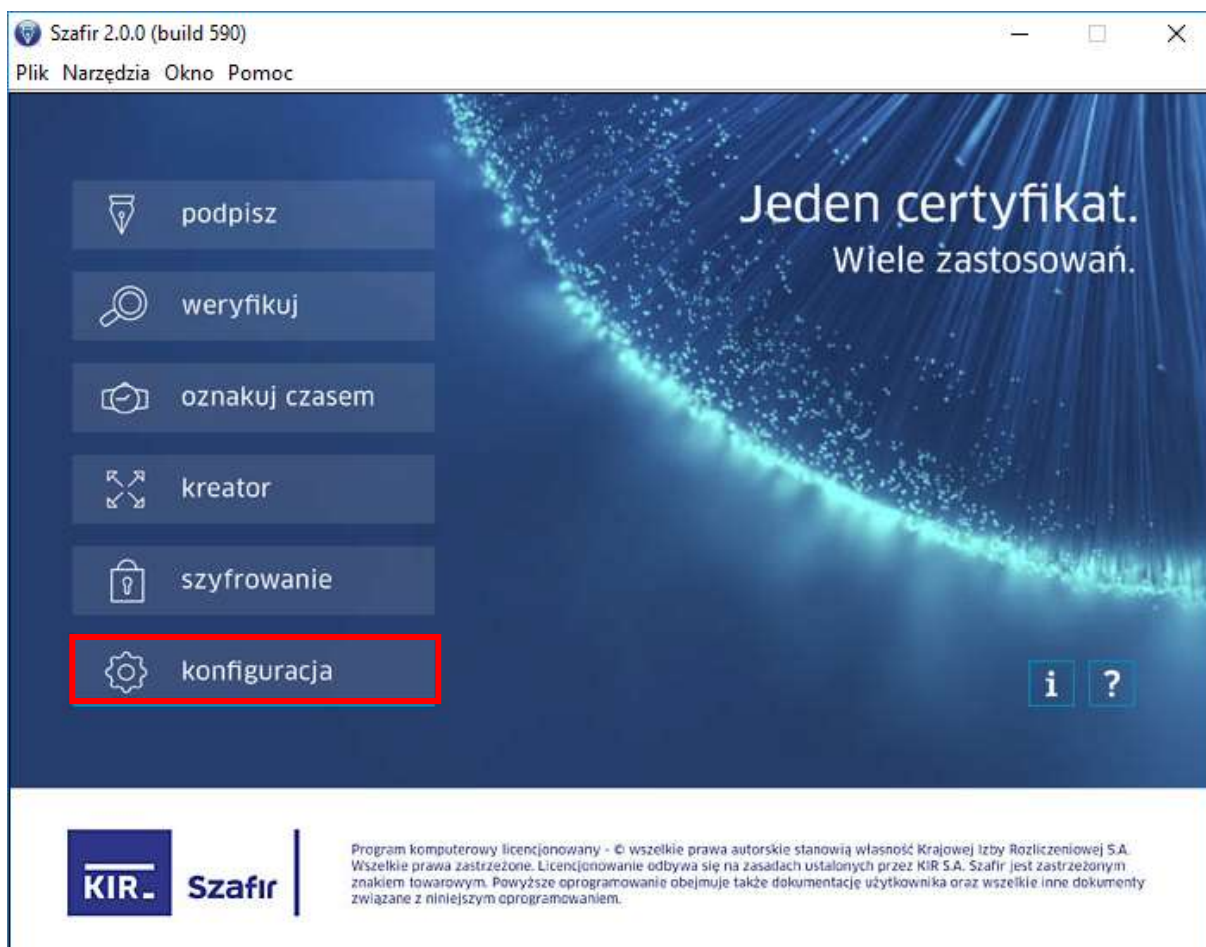 Szafir 2.0.0 (build 590)
Plik Narzędzia Okno Pomoc
podpisz
weryfikuj
oznakuj czasem
kreator
szyfrowanie
konfiguracja
Jeden certyfikat.
Wiele zastosowań.
i ?
KIR_ Szafir
Program komputerowy licencjonowany - © wszelkie prawa autorskie stanowią własność Krajowej Izby Rozliczeniowej S.A.
Wszelkie prawa zastrzeżone. Licencjonowanie odbywa się na zasadach ustalonych przez KIR S.A. Szafir jest zastrzeżonym
znakiem towarowym. Powyższe oprogramowanie obejmuje także dokumentację użytkownika oraz wszelkie inne dokumenty
związane z niniejszym oprogramowaniem.